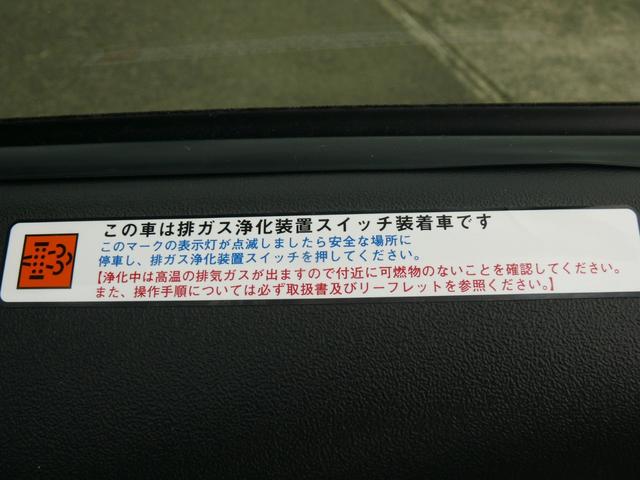 この車は排ガス浄化装置スイッチ装着車です
このマークの表示灯が点滅しましたら安全な場所に
停車し、排ガス浄化装置スイッチを押してください。
【浄化中は高温の排気ガスが出ますので付近に可燃物のないことを確認してください。
また、操作手順については必ず取扱書及びリーフレットを参照ください。】